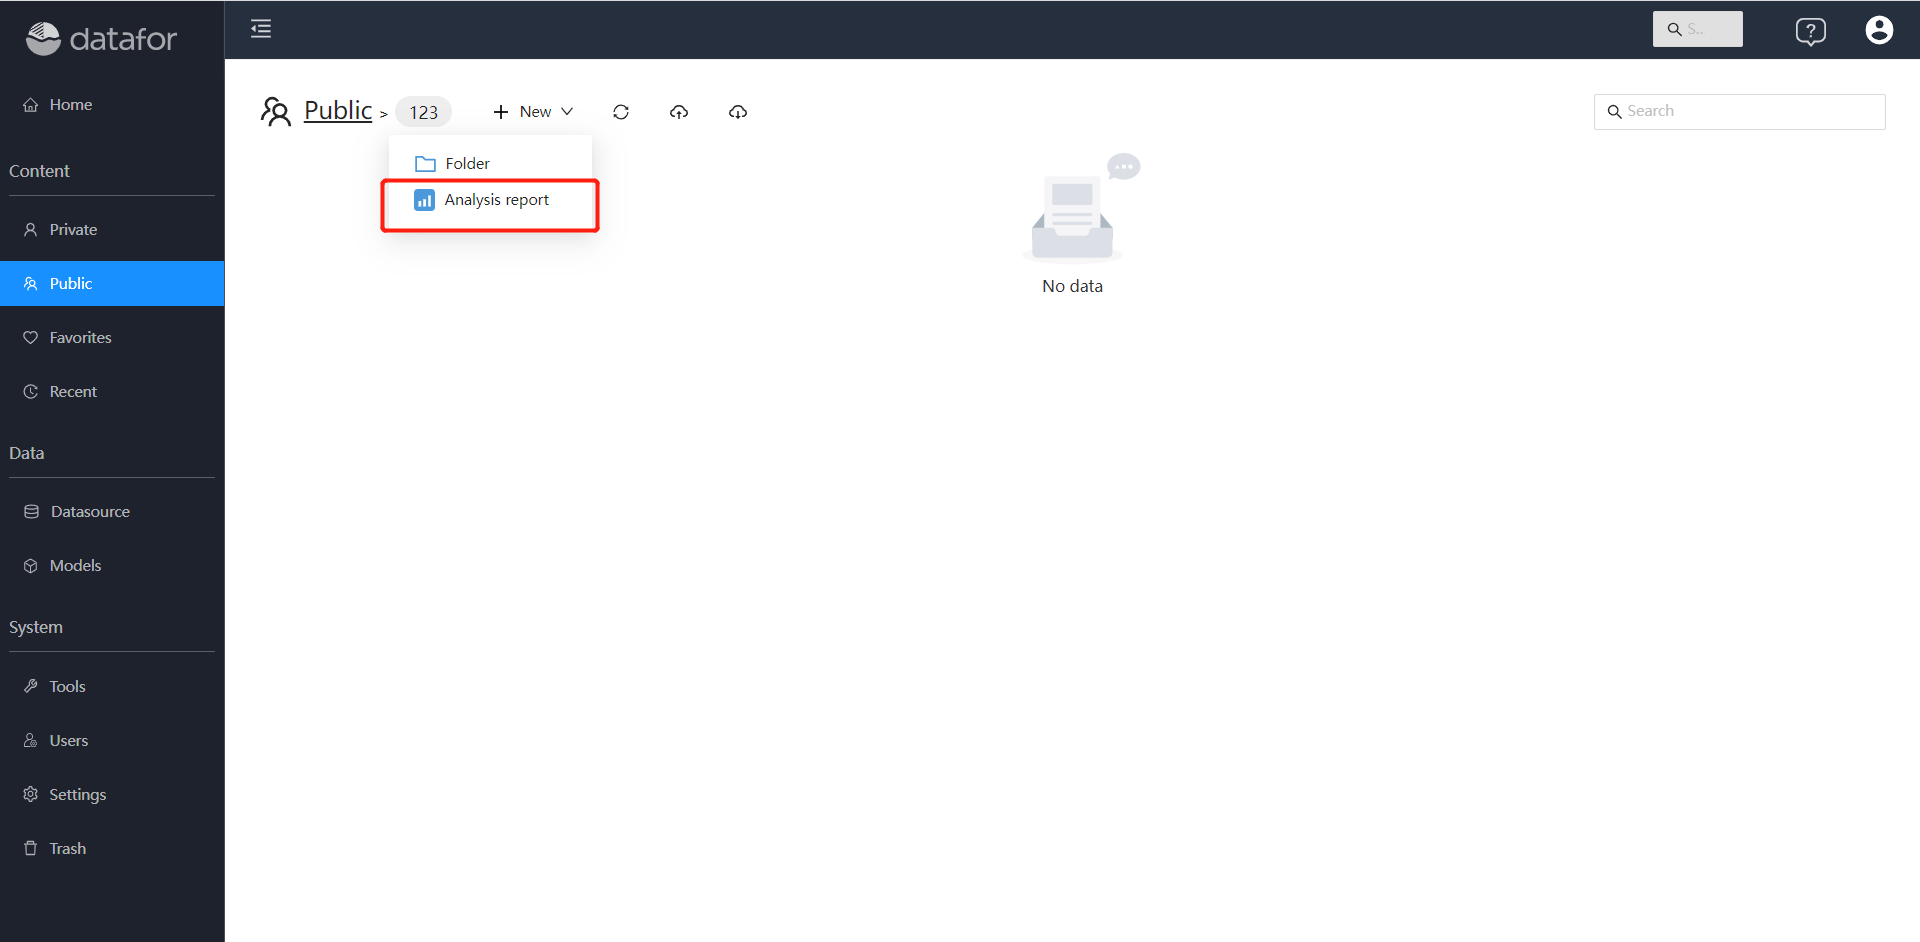 datafor
S..
?
Home
Content
Private
Public
Favorites
Recent
Data
Datasource
Models
System
Tools
Users
Settings
Trash
Public > 123
New
Search
Folder
Analysis report
No data